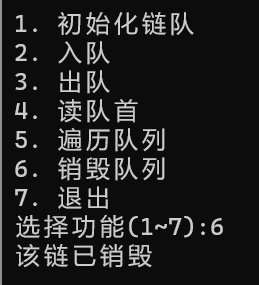 1. 初始化链队
2. 入队
3. 出队
4. 读队首
5. 遍历队列
6. 销毁队列
7. 退出
选择功能(1~7):6
该链已销毁